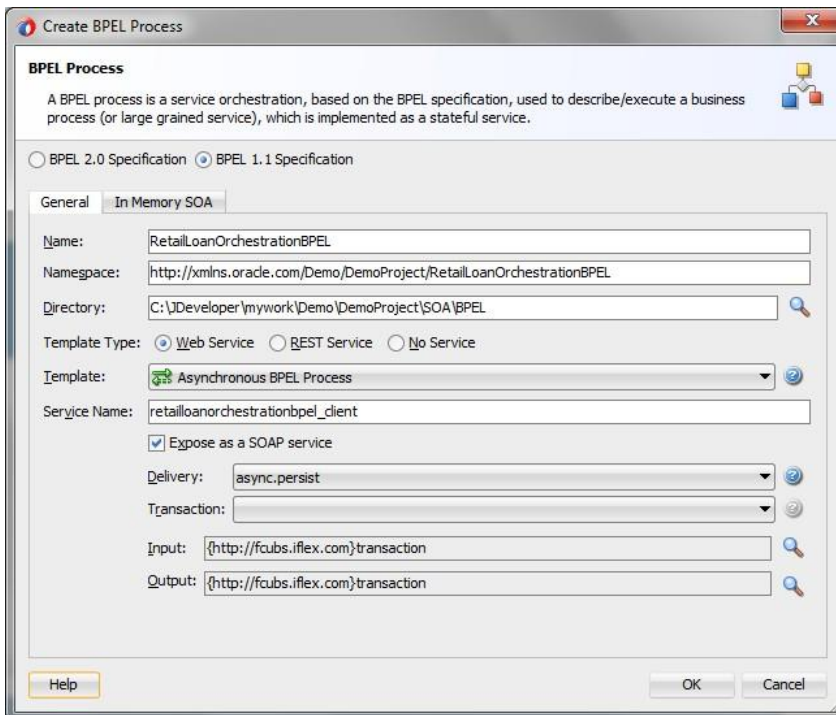 Create BPEL Process
BPEL Process
A BPEL process is a service orchestration, based on the BPEL specification, used to describe/execute a business
process (or large grained service), which is implemented as a stateful service.
BPEL 2.0 Specification BPEL 1.1 Specification
General In Memory SOA
Name: RetailLoanOrchestrationBPEL
Namespace: http://xmlns.oracle.com/Demo/DemoProject/RetailLoanOrchestrationBPEL
Directory: C:\JDeveloper\mywork\Demo\DemoProject\SOA\BPEL
Template Type: Web Service REST Service No Service
Template: Asynchronous BPEL Process
Service Name: retailloanorchestrationbpel_client
Expose as a SOAP service
Delivery: async.persist
Transaction:
Input: {http://fcubs.iflex.com}transaction
Output: {http://fcubs.iflex.com}transaction
Help OK Cancel